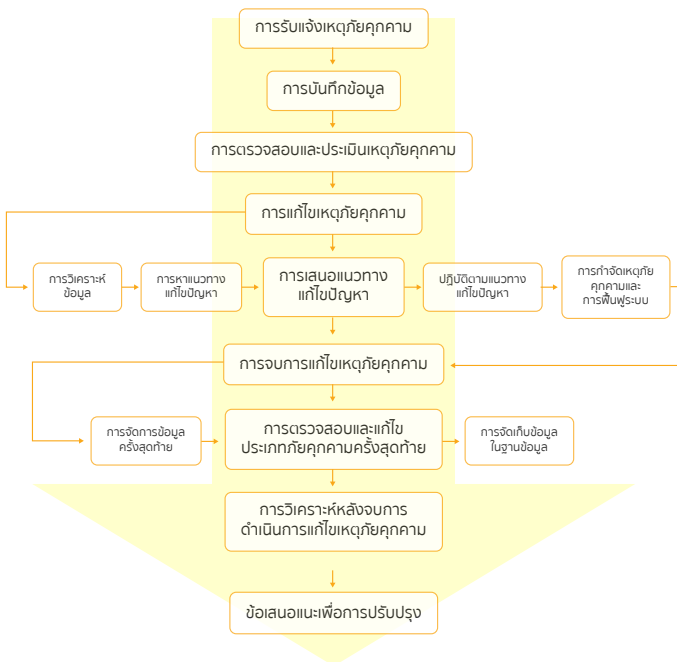 การรับแจ้งเหตุภัยคุกคาม
การบันทึกข้อมูล
การตรวจสอบและประเมินเหตุภัยคุกคาม
การแก้ไขเหตุภัยคุกคาม
การวิเคราะห์
ข้อมูล
การหาแนวทาง
แก้ไขปัญหา
การเสนอแนวทาง
แก้ไขปัญหา
ปฏิบัติตามแนวทาง
แก้ไขปัญหา
การกำจัดเหตุภัย
คุกคามและ
การฟื้นฟูระบบ
การจบการแก้ไขเหตุภัยคุกคาม
การจัดการข้อมูล
ครั้งสุดท้าย
การตรวจสอบและแก้ไข
ประเภทภัยคุกคามครั้งสุดท้าย
การจัดเก็บข้อมูล
ในฐานข้อมูล
การวิเคราะห์หลังจบการ
ดำเนินการแก้ไขเหตุภัยคุกคาม
ข้อเสนอแนะเพื่อการปรับปรุง